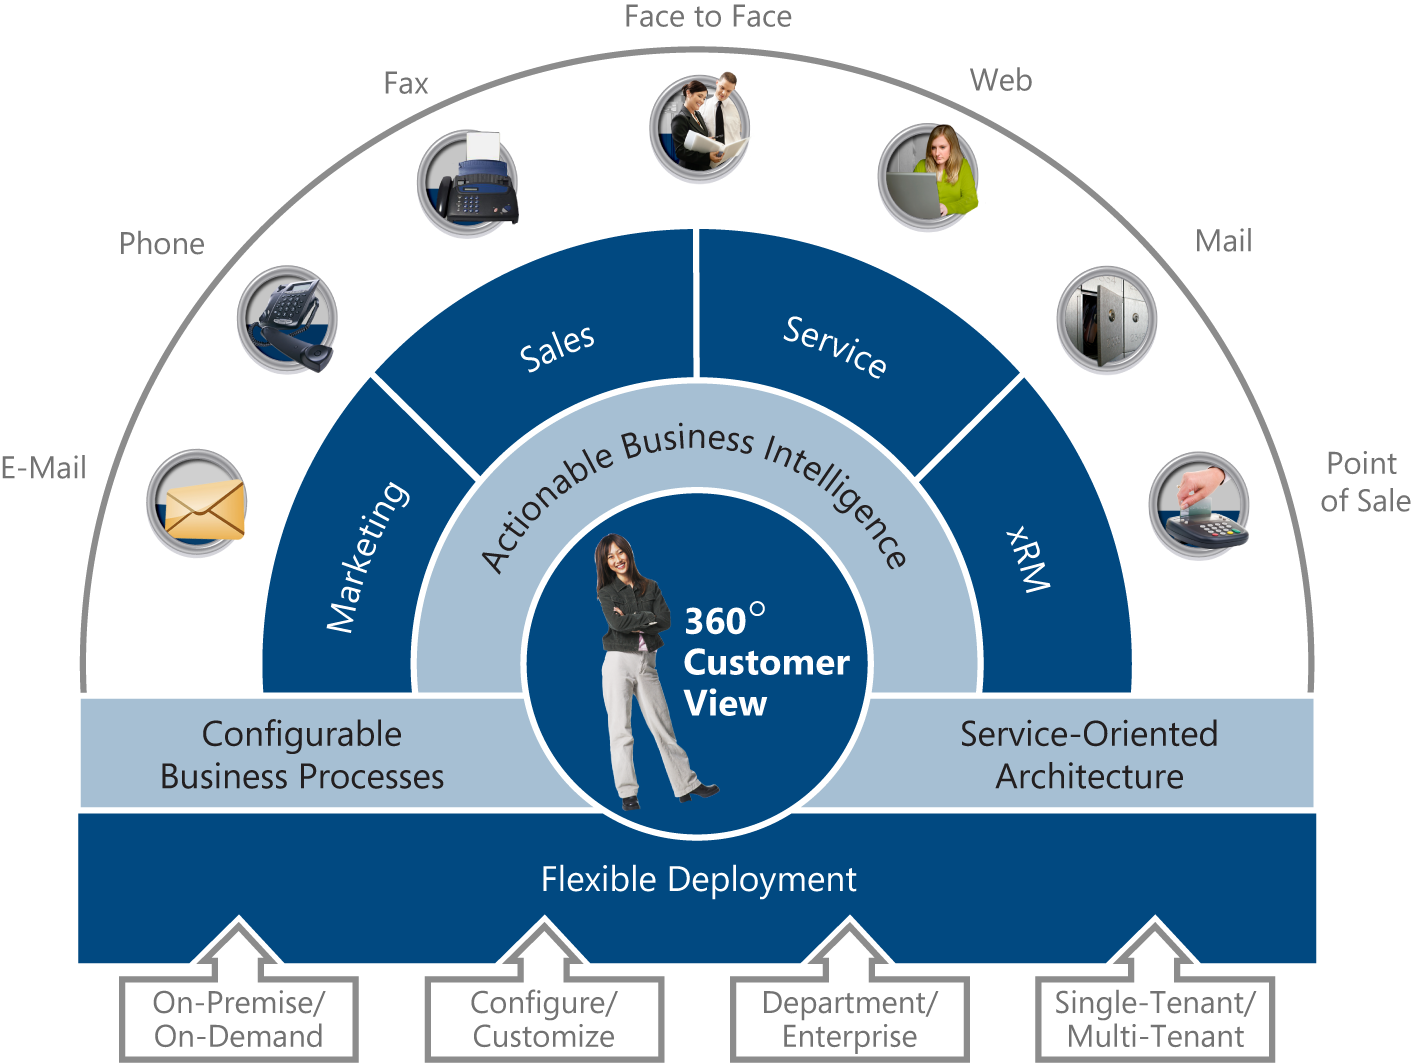 Face to Face
Fax
Web
Phone
Mail
E-Mail
Point
of Sale
Sales
Service
Marketing
xRM
Actionable Business Intelligence
360°
Customer
View
Configurable
Business Processes
Service-Oriented
Architecture
Flexible Deployment
On-Premise/
On-Demand
Configure/
Customize
Department/
Enterprise
Single-Tenant/
Multi-Tenant